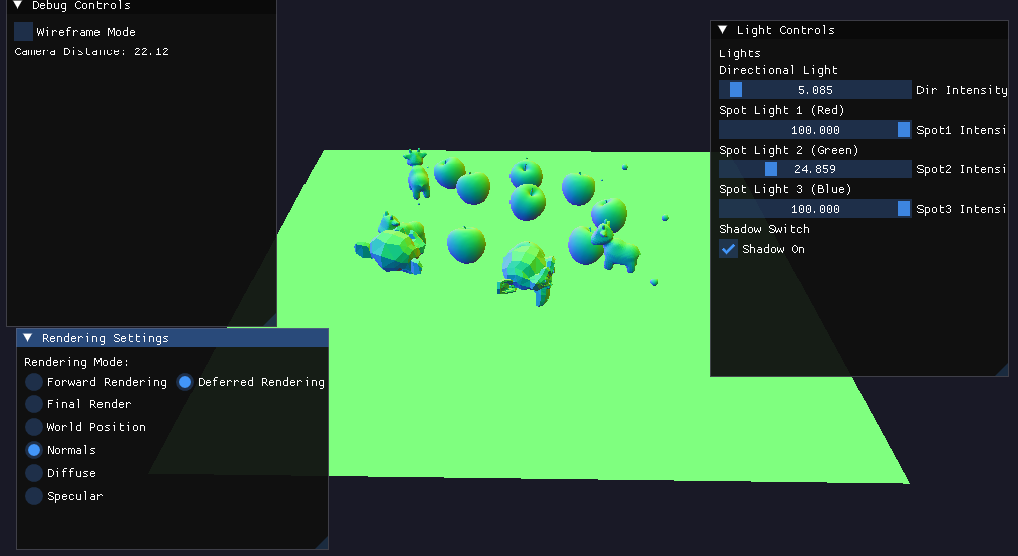 Debug Controls
Wireframe Mode
Camera Distance: 22.12
Light Controls
Lights
Directional Light
5.085 Dir Intensity
Spot Light 1 (Red)
100.000 Spot1 Intensi
Spot Light 2 (Green)
24.859 Spot2 Intensi
Spot Light 3 (Blue)
100.000 Spot3 Intensi
Shadow Switch
Shadow On
Rendering Settings
Rendering Mode:
Forward Rendering Deferred Rendering
Final Render
World Position
Normals
Diffuse
Specular